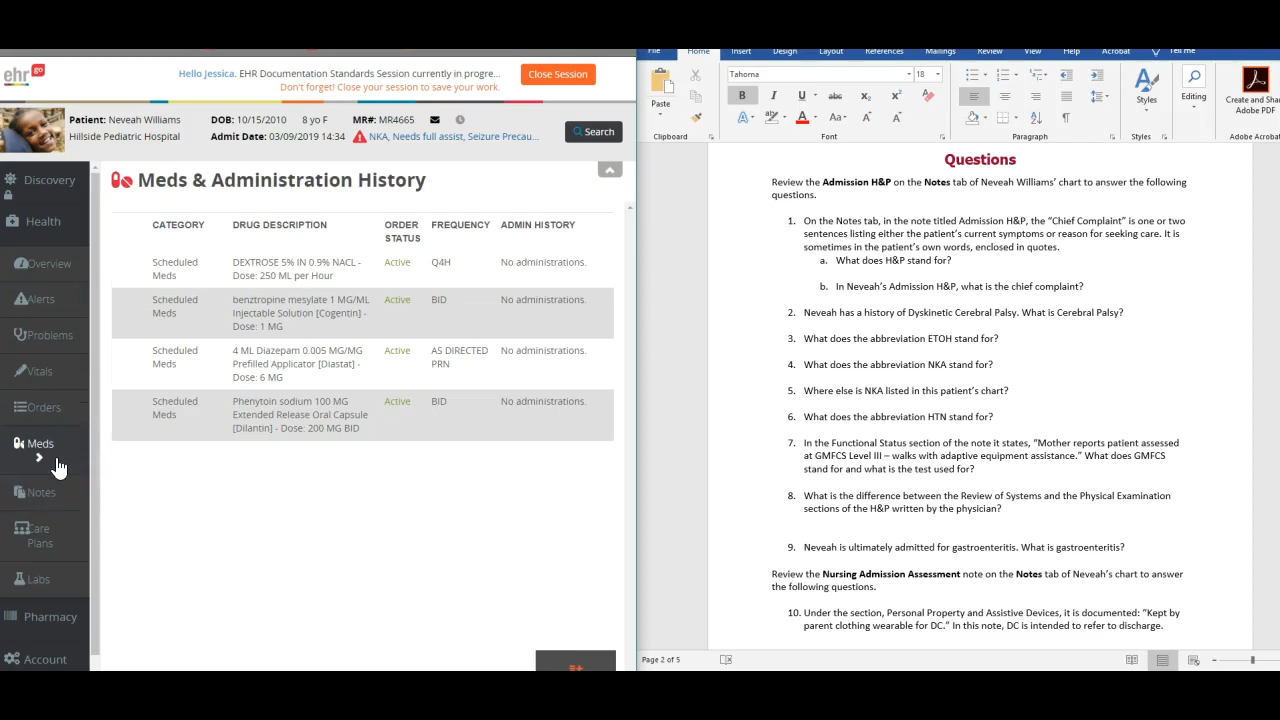 ehr go
Hello Jessica. EHR Documentation Standards Session currently in progre...
Don't forget! Close your session to save your work.
Close Session
Patient: Neveah Williams DOB: 10/15/2010 8 yo F MR#: MR4665
Hillside Pediatric Hospital Admit Date: 03/09/2019 14:34 NKA, Needs full assist, Seizure Precau...
Search
Discovery
Health
Overview
Alerts
Problems
Vitals
Orders
Meds
Notes
Care
Plans
Labs
Pharmacy
Account
Meds & Administration History
CATEGORY DRUG DESCRIPTION ORDER FREQUENCY ADMIN HISTORY
STATUS
Scheduled DEXTROSE 5% IN 0.9% NACL - Active Q4H No administrations.
Meds Dose: 250 ML per Hour
Scheduled benztropine mesylate 1 MG/ML Active BID No administrations.
Meds Injectable Solution [Cogentin] -
Dose: 1 MG
Scheduled 4 ML Diazepam 0.005 MG/MG Active AS DIRECTED No administrations.
Meds Prefilled Applicator [Diastat] - PRN
Dose: 6 MG
Scheduled Phenytoin sodium 100 MG Active BID No administrations.
Meds Extended Release Oral Capsule
[Dilantin] - Dose: 200 MG BID
File Home Insert Design Layout References Mailings Review View Help Acrobat Tell me
Paste
Tahoma 18
B I U abc x₂ x²
A A Aa A A
Styles
Editing
Create and Sha
Adobe PDF
Clipboard Font Paragraph Styles Adobe Acroba
Questions
Review the Admission H&P on the Notes tab of Neveah Williams' chart to answer the following
questions.
1. On the Notes tab, in the note titled Admission H&P, the "Chief Complaint" is one or two
sentences listing either the patient's current symptoms or reason for seeking care. It is
sometimes in the patient's own words, enclosed in quotes.
a. What does H&P stand for?
b. In Neveah's Admission H&P, what is the chief complaint?
2. Neveah has a history of Dyskinetic Cerebral Palsy. What is Cerebral Palsy?
3. What does the abbreviation ETOH stand for?
4. What does the abbreviation NKA stand for?
5. Where else is NKA listed in this patient's chart?
6. What does the abbreviation HTN stand for?
7. In the Functional Status section of the note it states, "Mother reports patient assessed
at GMFCS Level III – walks with adaptive equipment assistance." What does GMFCS
stand for and what is the test used for?
8. What is the difference between the Review of Systems and the Physical Examination
sections of the H&P written by the physician?
9. Neveah is ultimately admitted for gastroenteritis. What is gastroenteritis?
Review the Nursing Admission Assessment note on the Notes tab of Neveah's chart to answer
the following questions.
10. Under the section, Personal Property and Assistive Devices, it is documented: "Kept by
parent clothing wearable for DC." In this note, DC is intended to refer to discharge.
Page 2 of 5